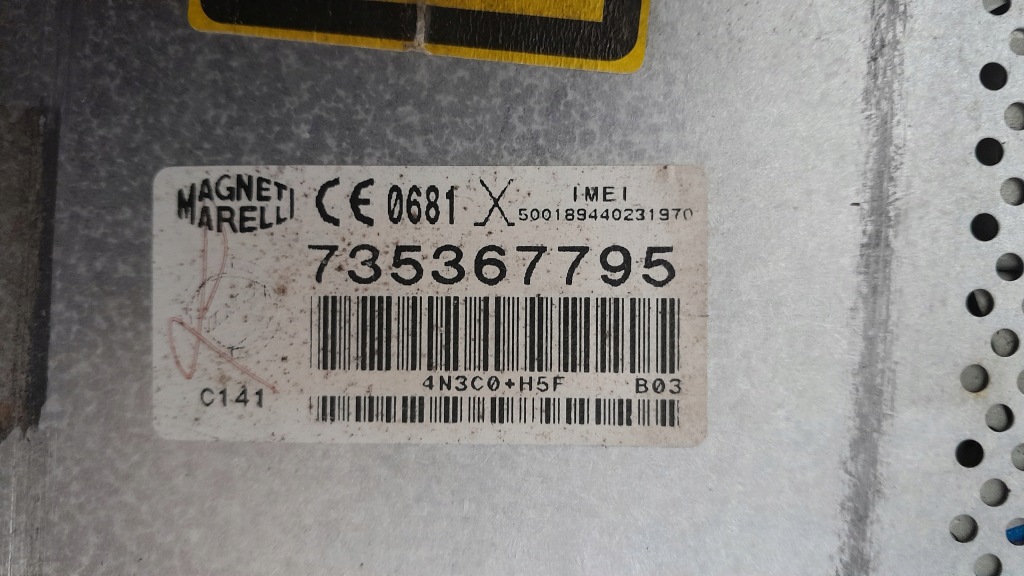 MAGNETI
MARELLI
CE 0681
IMEI
500189440231970
735367795
4N3C0+H5F B03
C141